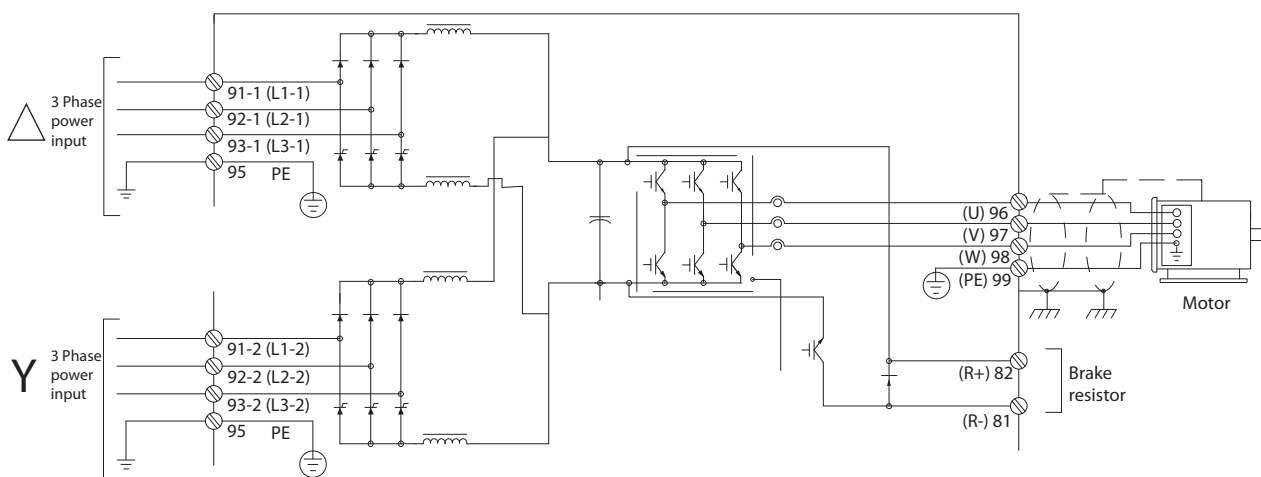 3 Phase
power
input
91-1 (L1-1)
92-1 (L2-1)
93-1 (L3-1)
95 PE
(U) 96
(V) 97
(W) 98
(PE) 99
Motor
Y
3 Phase
power
input
91-2 (L1-2)
92-2 (L2-2)
93-2 (L3-2)
95 PE
(R+) 82
(R-) 81
Brake
resistor